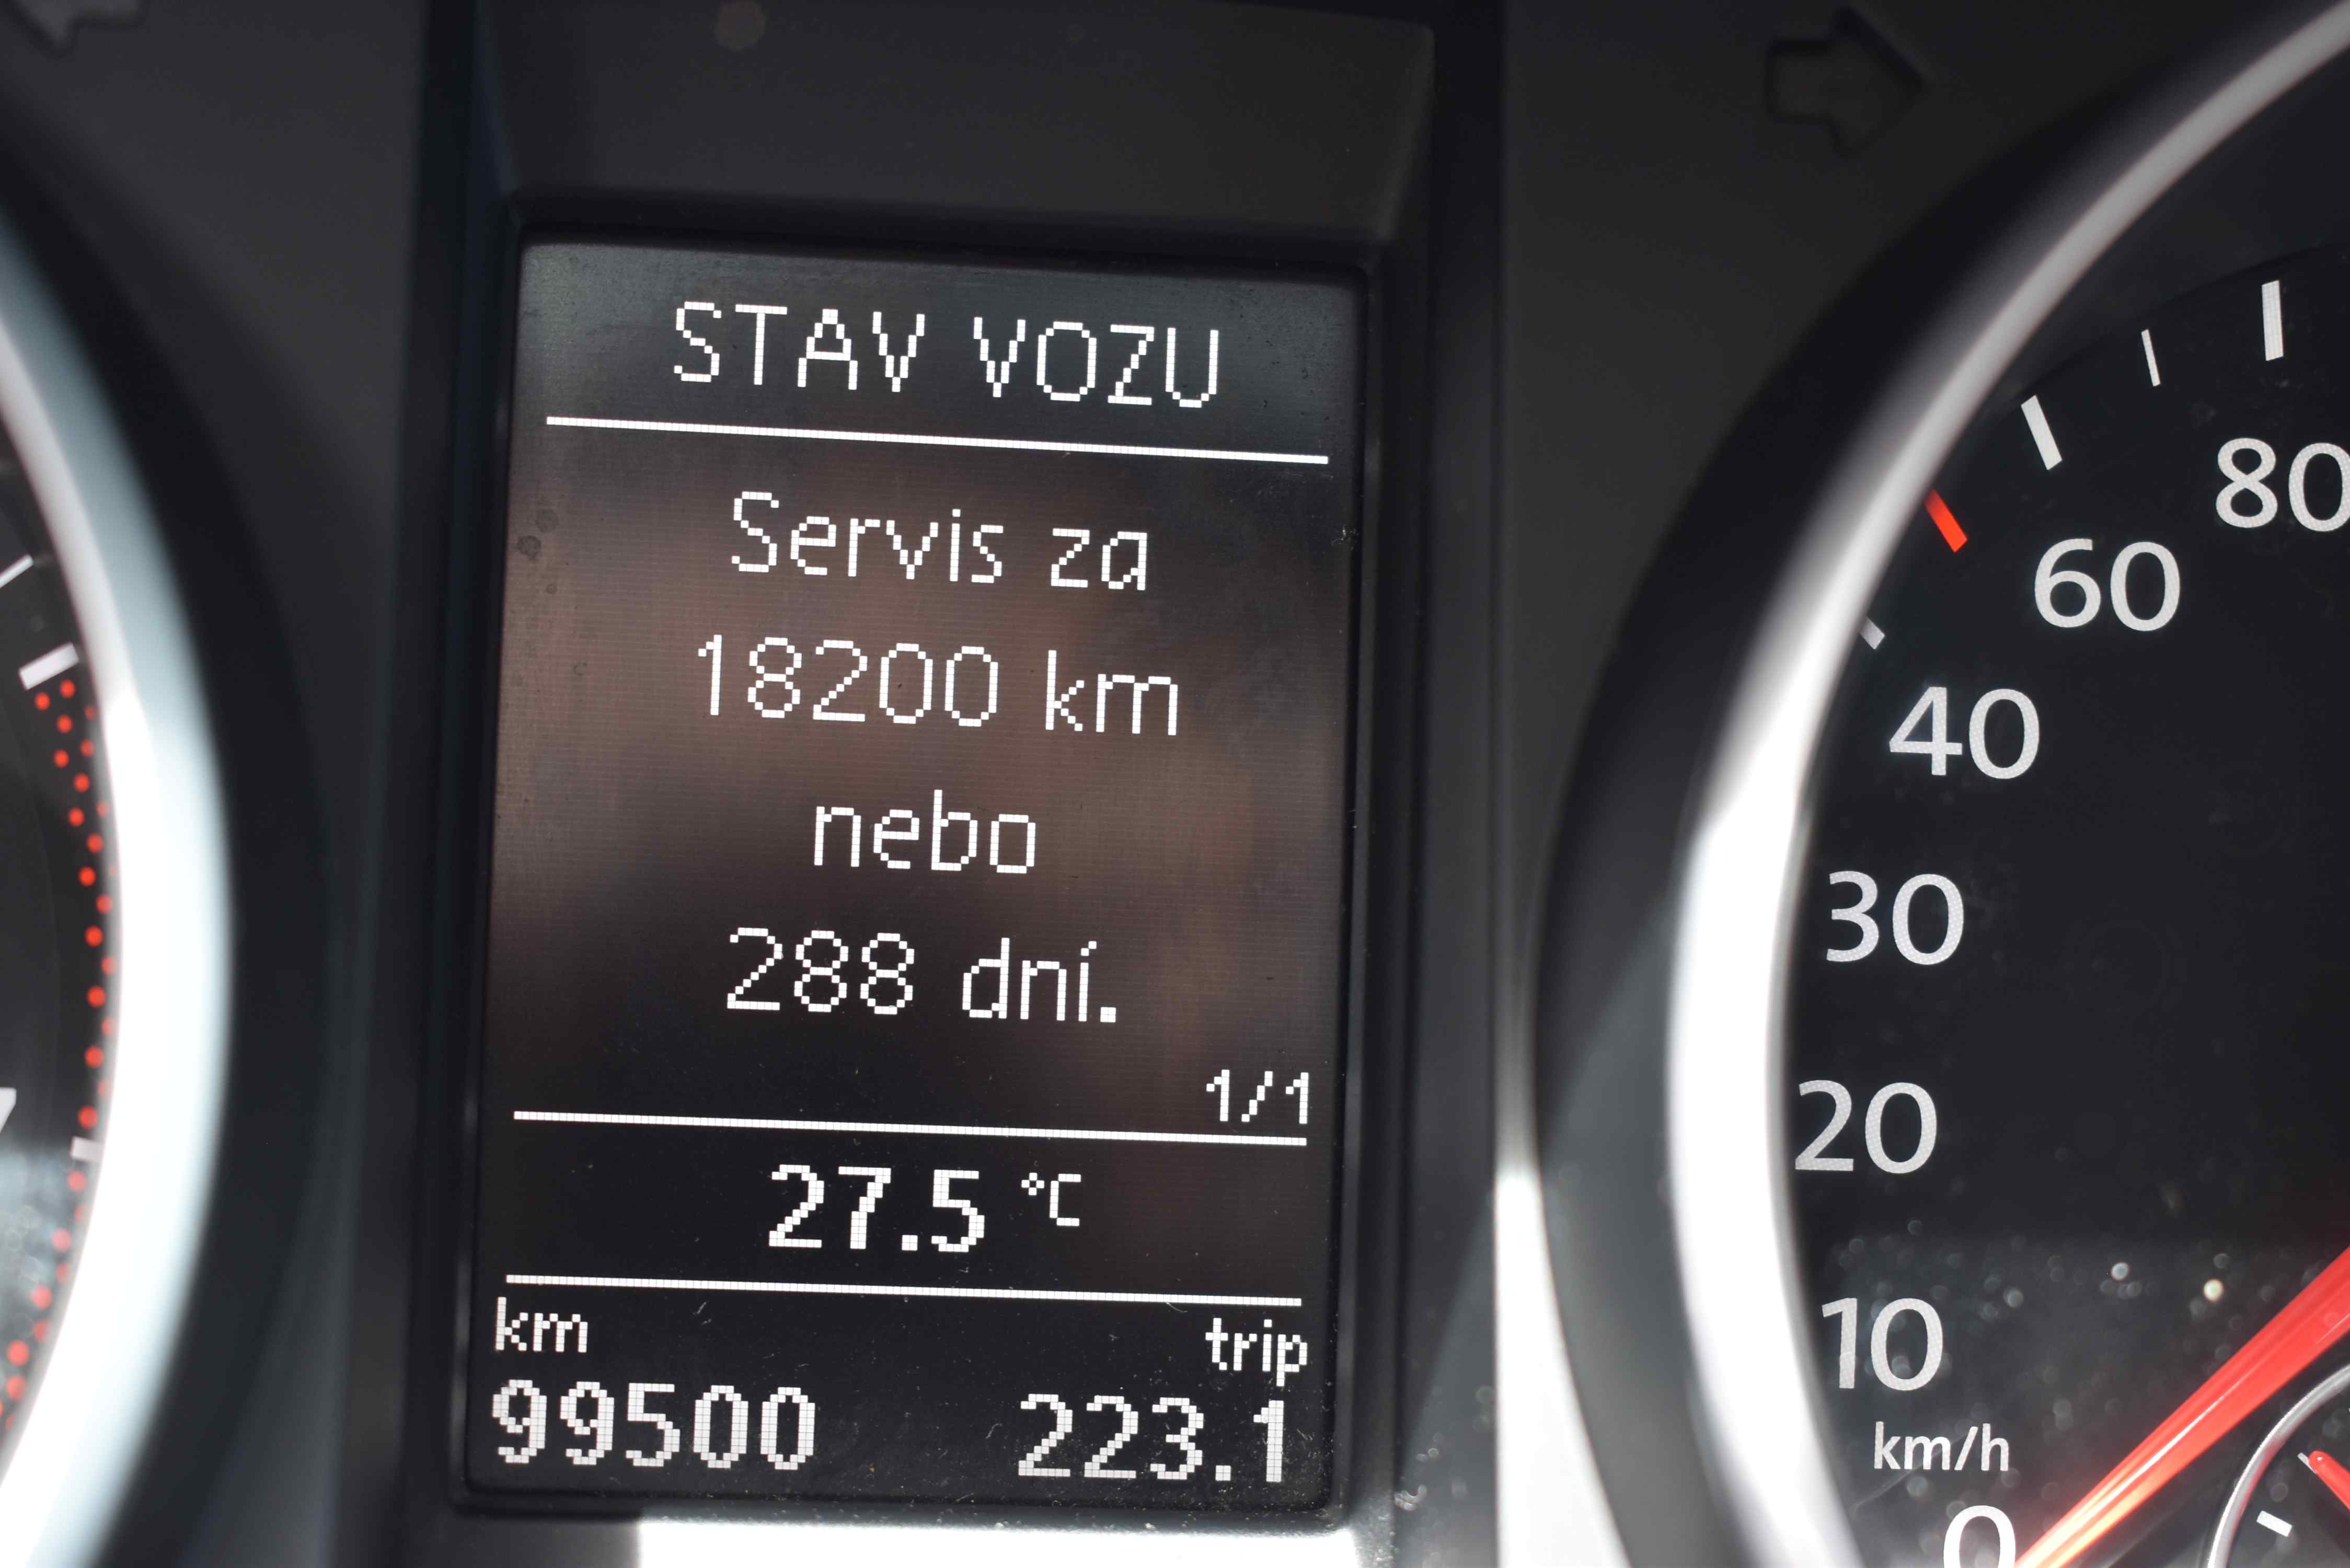 STAV VOZU
Servis za
18200 km
nebo
288 dní.
1/1
27.5 °C
km trip
99500 223.1
80
60
40
30
20
10
km/h
0